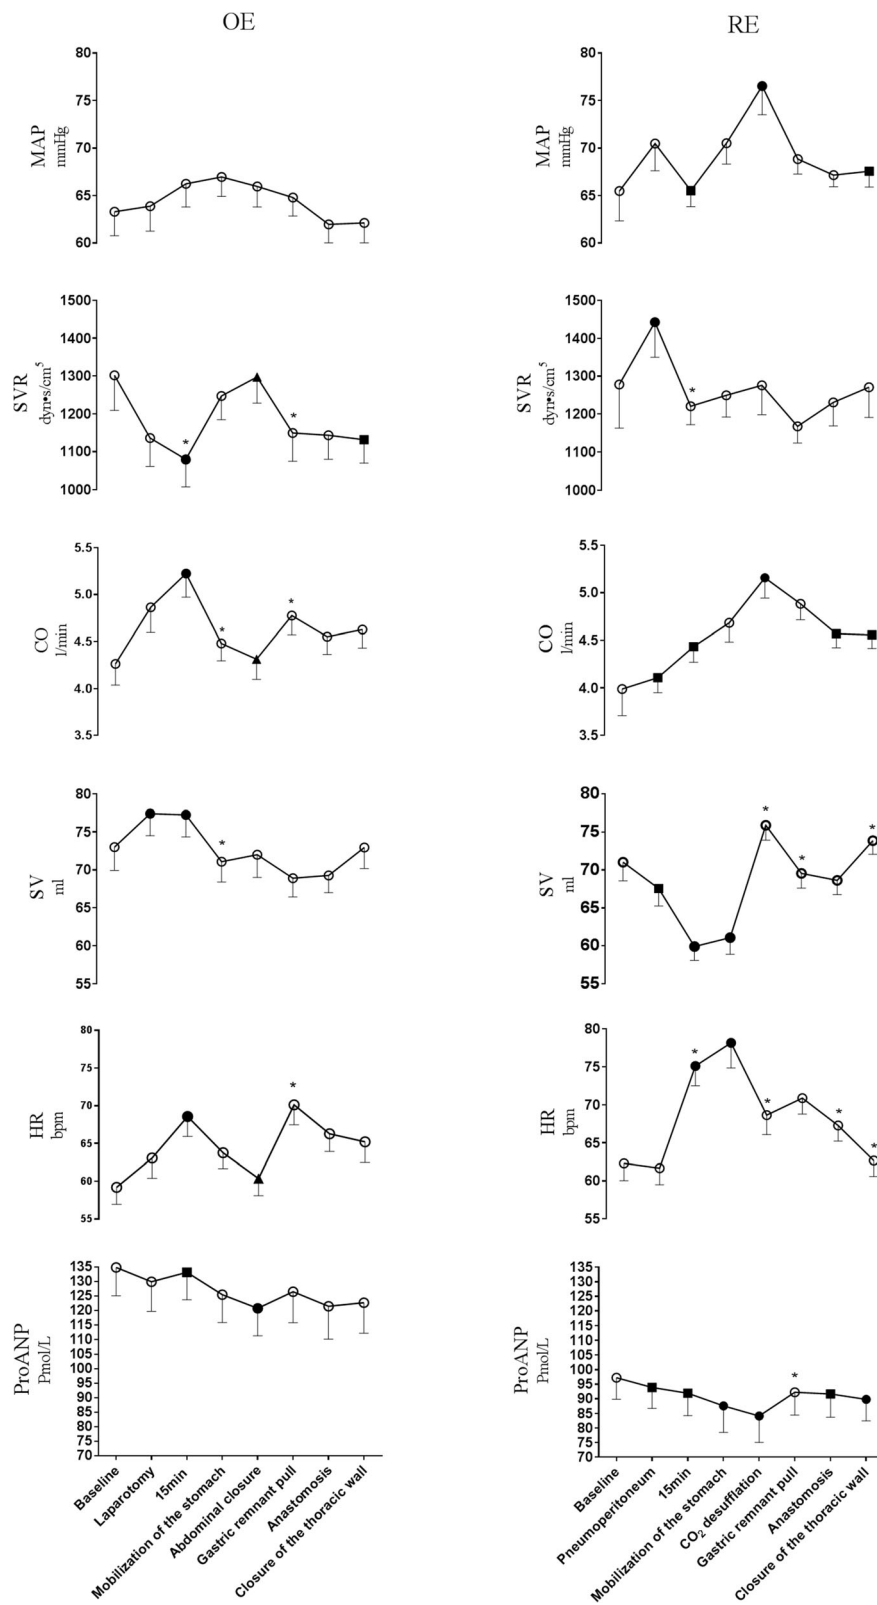 OE
RE
MAP
mmHg
80
75
70
65
60
MAP
mmHg
80
75
70
65
60
SVR
dyn•s/cm⁵
1500
1400
1300
1200
1100
1000
*
*
SVR
dyn•s/cm⁵
1500
1400
1300
1200
1100
1000
*
CO
l/min
5.5
5.0
4.5
4.0
3.5
*
*
CO
l/min
5.5
5.0
4.5
4.0
3.5
SV
ml
80
75
70
65
60
55
*
SV
ml
80
75
70
65
60
55
*
*
*
HR
bpm
80
75
70
65
60
55
*
HR
bpm
80
75
70
65
60
55
*
*
*
*
ProANP
Pmol/L
135
130
125
120
115
110
105
100
95
90
85
80
75
70
ProANP
Pmol/L
135
130
125
120
115
110
105
100
95
90
85
80
75
70
*
Baseline
Laparotomy
15min
Mobilization of the stomach
Abdominal closure
Gastric remnant pull
Anastomosis
Closure of the thoracic wall
Baseline
Pneumoperitoneum
15min
Mobilization of the stomach
CO₂ desufflation
Gastric remnant pull
Anastomosis
Closure of the thoracic wall